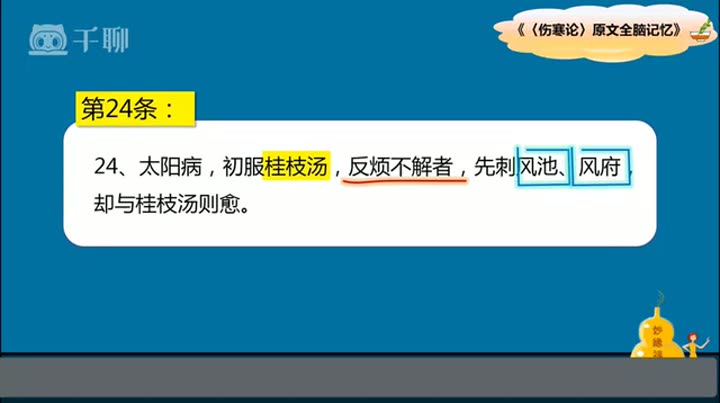 千聊
《〈伤寒论〉原文全脑记忆》
第24条：
24、太阳病，初服桂枝汤，反烦不解者，先刺风池、风府，
却与桂枝汤则愈。